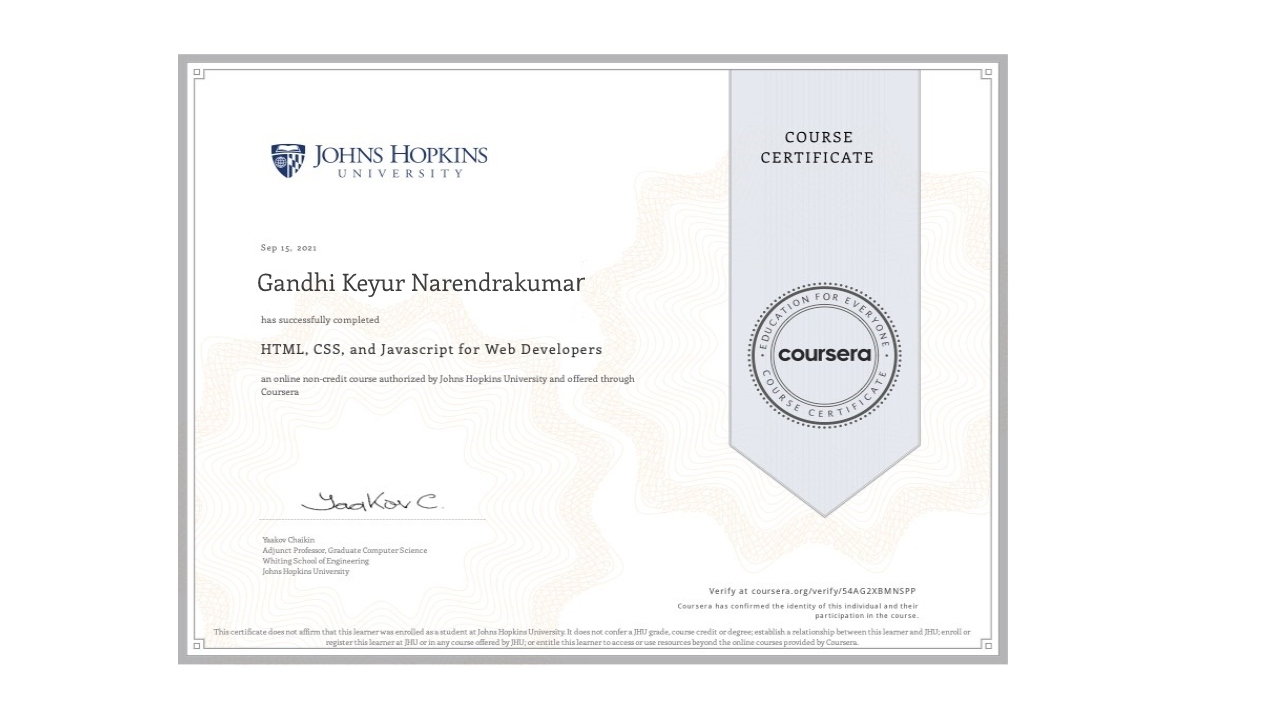 JOHNS HOPKINS
UNIVERSITY
COURSE
CERTIFICATE
Sep 15, 2021
Gandhi Keyur Narendrakumar
has successfully completed
HTML, CSS, and Javascript for Web Developers
an online non-credit course authorized by Johns Hopkins University and offered through
Coursera
EDUCATION FOR EVERYONE
coursera
COURSE CERTIFICATE
Yaakov C.
Yaakov Chaikin
Adjunct Professor, Graduate Computer Science
Whiting School of Engineering
Johns Hopkins University
Verify at coursera.org/verify/54AG2XBMNSPP
Coursera has confirmed the identity of this individual and their
participation in the course.
This certificate does not affirm that this learner was enrolled as a student at Johns Hopkins University. It does not confer a JHU grade, course credit or degree; establish a relationship between this learner and JHU; enroll or
register this learner at JHU or in any course offered by JHU; or entitle this learner to access or use resources beyond the online courses provided by Coursera.